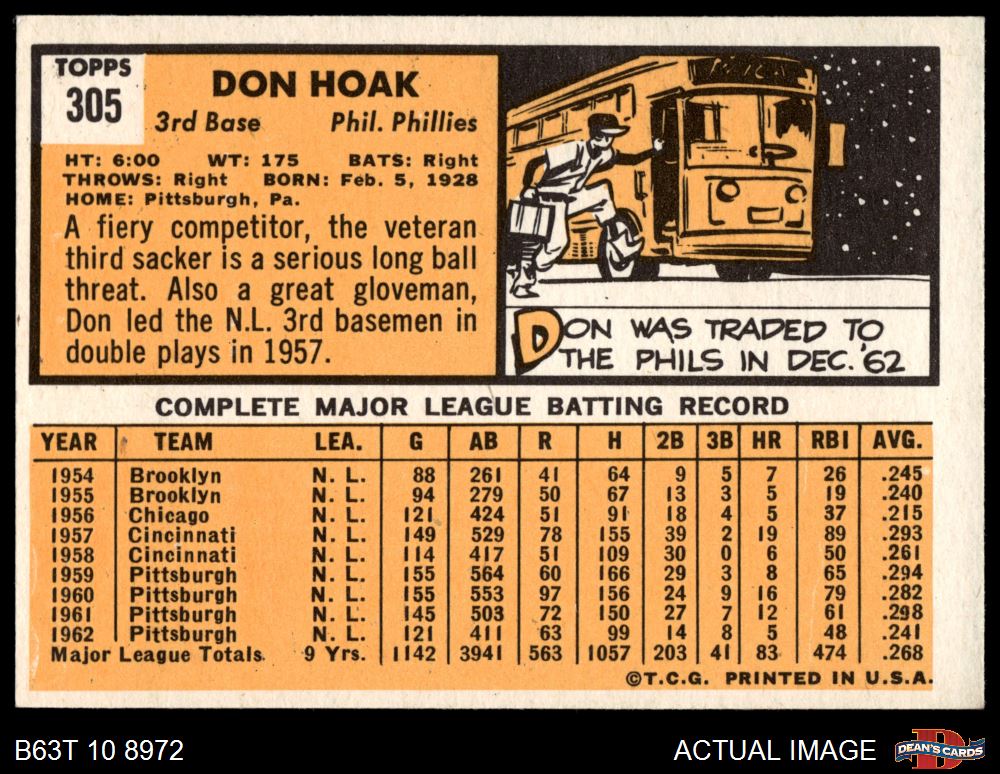 TOPPS
305
DON HOAK
3rd Base Phil. Phillies
HT: 6:00 WT: 175 BATS: Right
THROWS: Right BORN: Feb. 5, 1928
HOME: Pittsburgh, Pa.
A fiery competitor, the veteran
third sacker is a serious long ball
threat. Also a great gloveman,
Don led the N.L. 3rd basemen in
double plays in 1957.
DON WAS TRADED TO
THE PHILS IN DEC. '62
COMPLETE MAJOR LEAGUE BATTING RECORD
YEAR TEAM LEA. G AB R H 2B 3B HR RBI AVG.
1954 Brooklyn N. L. 88 261 41 64 9 5 7 26 .245
1955 Brooklyn N. L. 94 279 50 67 13 3 5 19 .240
1956 Chicago N. L. 121 424 51 91 18 4 5 37 .215
1957 Cincinnati N. L. 149 529 78 155 39 2 19 89 .293
1958 Cincinnati N. L. 114 417 51 109 30 0 6 50 .261
1959 Pittsburgh N. L. 155 564 60 166 29 3 8 65 .294
1960 Pittsburgh N. L. 155 553 97 156 24 9 16 79 .282
1961 Pittsburgh N. L. 145 503 72 150 27 7 12 61 .298
1962 Pittsburgh N. L. 121 411 63 99 14 8 5 48 .241
Major League Totals 9 Yrs. 1142 3941 563 1057 203 41 83 474 .268
©T.C.G. PRINTED IN U.S.A.
B63T 10 8972 ACTUAL IMAGE DEAN'S CARDS